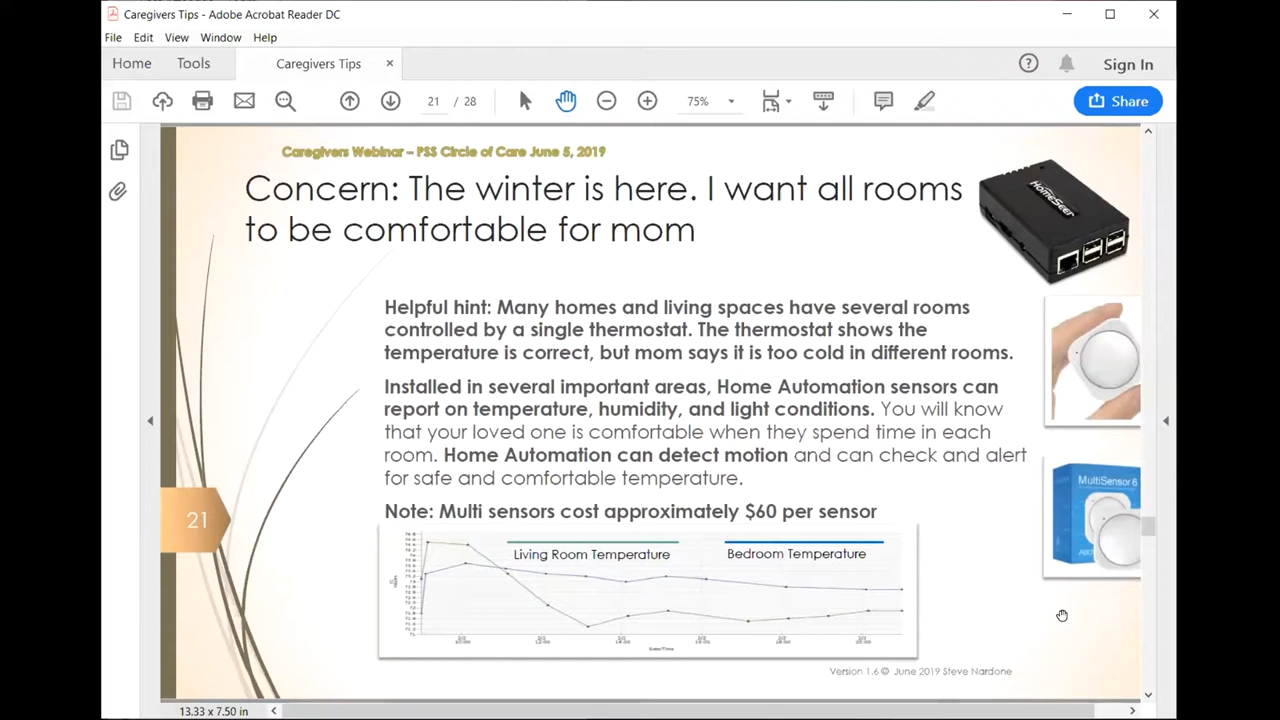 Caregivers Tips - Adobe Acrobat Reader DC
File Edit View Window Help
Home Tools Caregivers Tips Sign In
21 / 28 75% Share
Caregivers Webinar – PSS Circle of Care June 5, 2019
Concern: The winter is here. I want all rooms
to be comfortable for mom
HomeSeer
Helpful hint: Many homes and living spaces have several rooms
controlled by a single thermostat. The thermostat shows the
temperature is correct, but mom says it is too cold in different rooms.
Installed in several important areas, Home Automation sensors can
report on temperature, humidity, and light conditions. You will know
that your loved one is comfortable when they spend time in each
room. Home Automation can detect motion and can check and alert
for safe and comfortable temperature.
MultiSensor 6
21
Note: Multi sensors cost approximately $60 per sensor
Living Room Temperature Bedroom Temperature
Version 1.6 © June 2019 Steve Nardone
13.33 x 7.50 in